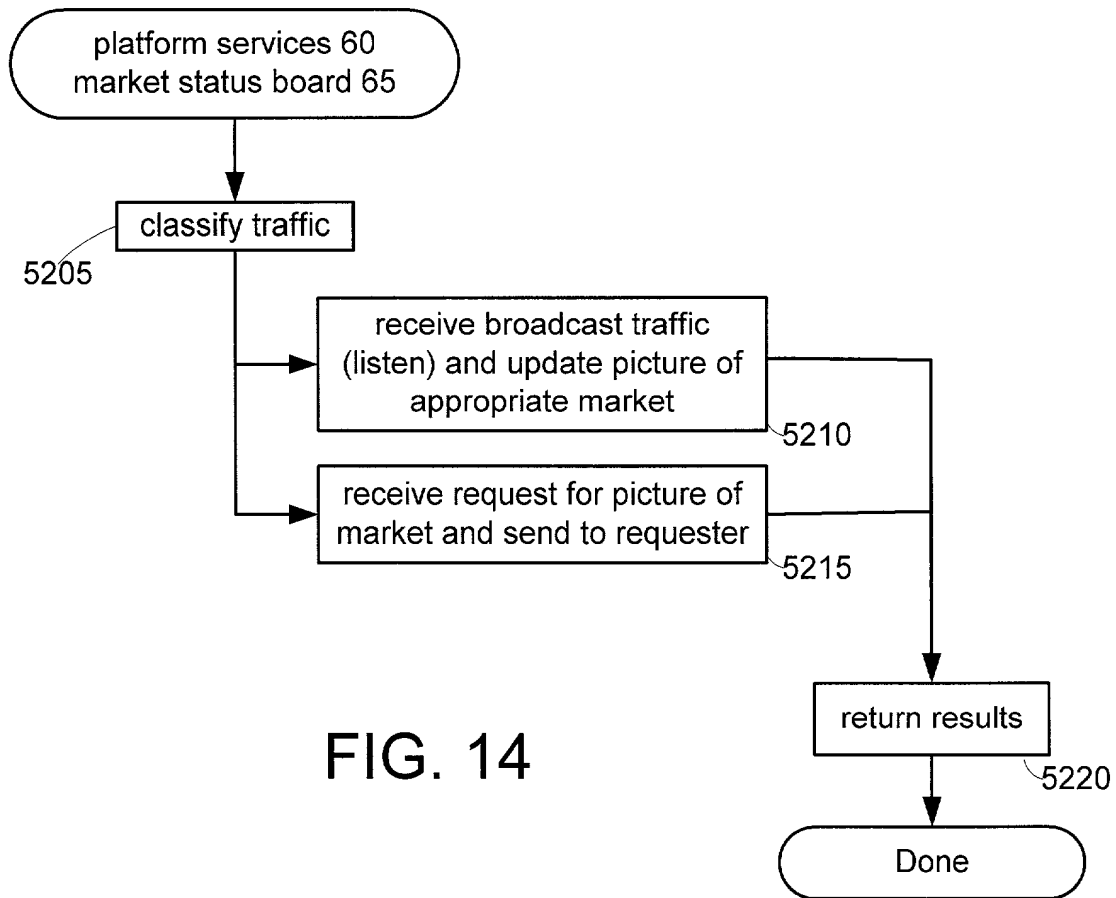 platform services 60
market status board 65
classify traffic
5205
receive broadcast traffic
(listen) and update picture of
appropriate market
5210
receive request for picture of
market and send to requester
5215
return results
5220
FIG. 14
Done